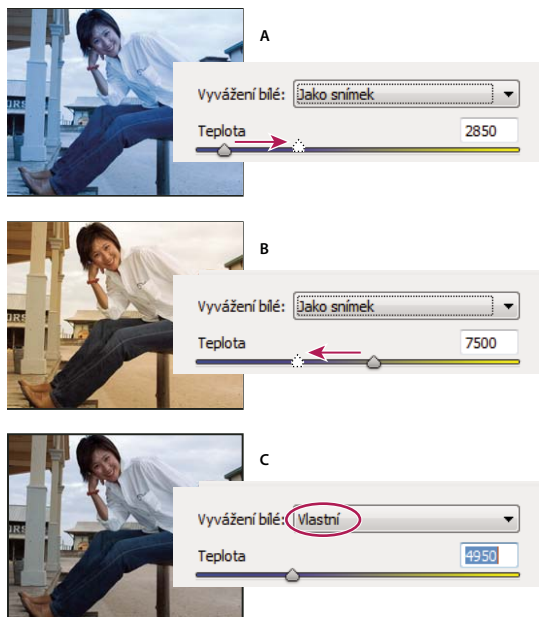 A
Vyvážení bílé: Jako snímek
Teplota 2850
B
Vyvážení bílé: Jako snímek
Teplota 7500
C
Vyvážení bílé: Vlastní
Teplota 4950